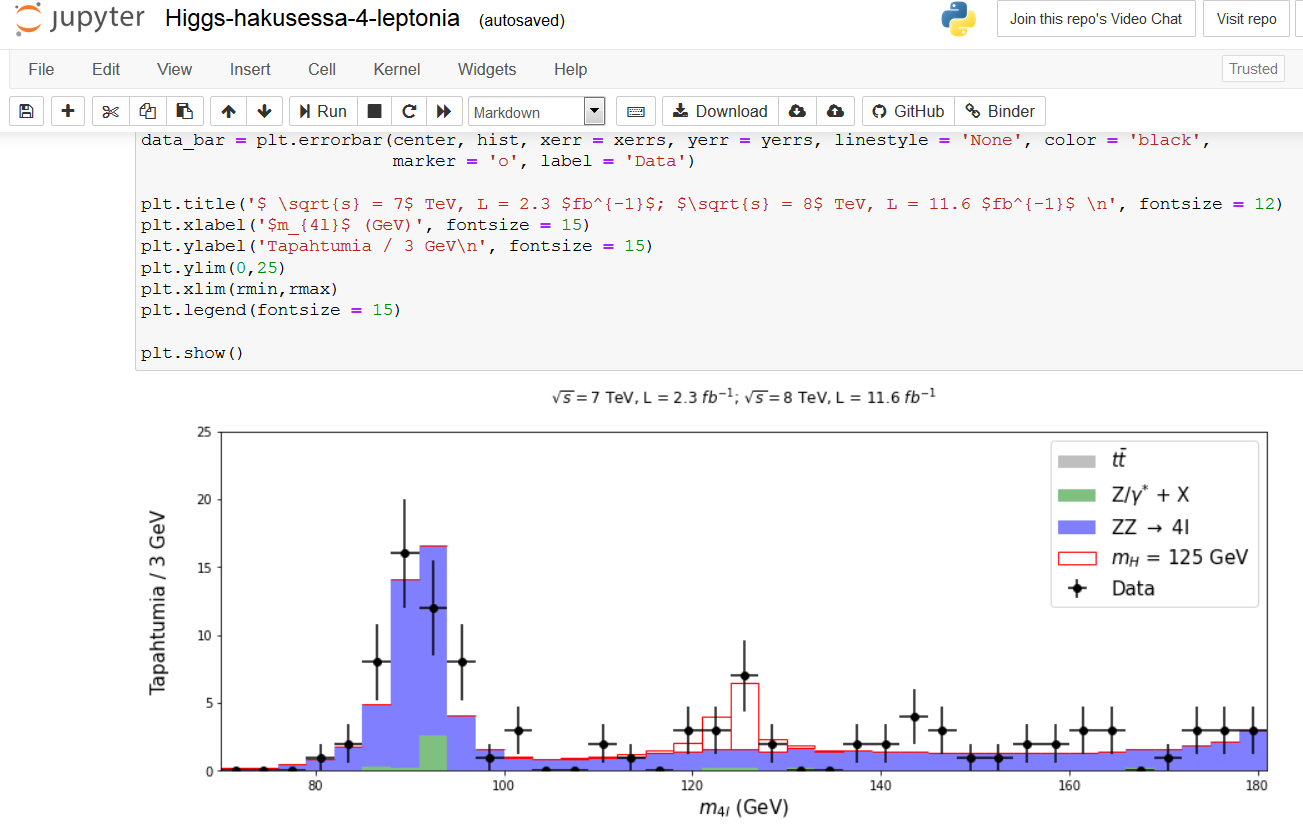 jupyter Higgs-hakusessa-4-leptonia (autosaved) Join this repo's Video Chat Visit repo
File Edit View Insert Cell Kernel Widgets Help Trusted
Run Markdown Download GitHub Binder
data_bar = plt.errorbar(center, hist, xerr = xerrs, yerr = yerrs, linestyle = 'None', color = 'black',
marker = 'o', label = 'Data')
plt.title('$ \sqrt{s} = 7$ TeV, L = 2.3 $fb^{-1}$; $\sqrt{s} = 8$ TeV, L = 11.6 $fb^{-1}$ \n', fontsize = 12)
plt.xlabel('$m_{4l}$ (GeV)', fontsize = 15)
plt.ylabel('Tapahtumia / 3 GeV\n', fontsize = 15)
plt.ylim(0,25)
plt.xlim(rmin,rmax)
plt.legend(fontsize = 15)
plt.show()
√s = 7 TeV, L = 2.3 fb⁻¹; √s = 8 TeV, L = 11.6 fb⁻¹
25
20
15
10
5
0
Tapahtumia / 3 GeV
tt̄
Z/γ* + X
ZZ → 4l
m_H = 125 GeV
Data
80 100 120 140 160 180
m_4l (GeV)